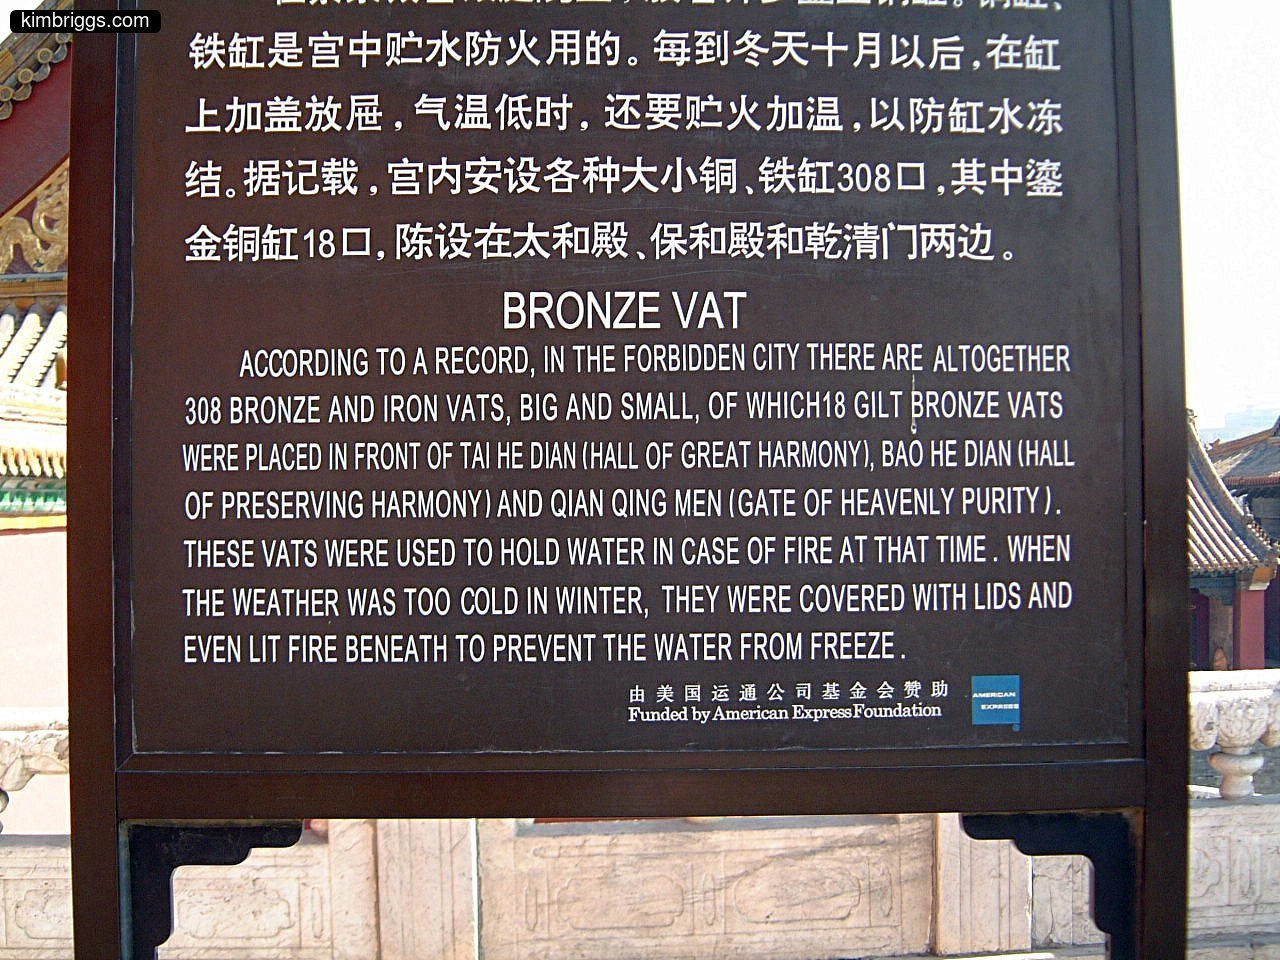 kimbriggs.com
铁缸是宫中贮水防火用的。每到冬天十月以后，在缸
上加盖放屉，气温低时，还要贮火加温，以防缸水冻
结。据记载，宫内安设各种大小铜、铁缸308口，其中鎏
金铜缸18口，陈设在太和殿、保和殿和乾清门两边。
BRONZE VAT
ACCORDING TO A RECORD, IN THE FORBIDDEN CITY THERE ARE ALTOGETHER
308 BRONZE AND IRON VATS, BIG AND SMALL, OF WHICH18 GILT BRONZE VATS
WERE PLACED IN FRONT OF TAI HE DIAN (HALL OF GREAT HARMONY), BAO HE DIAN (HALL
OF PRESERVING HARMONY) AND QIAN QING MEN (GATE OF HEAVENLY PURITY).
THESE VATS WERE USED TO HOLD WATER IN CASE OF FIRE AT THAT TIME. WHEN
THE WEATHER WAS TOO COLD IN WINTER, THEY WERE COVERED WITH LIDS AND
EVEN LIT FIRE BENEATH TO PREVENT THE WATER FROM FREEZE.
由美国运通公司基金会赞助
Funded by American Express Foundation
AMERICAN
EXPRESS